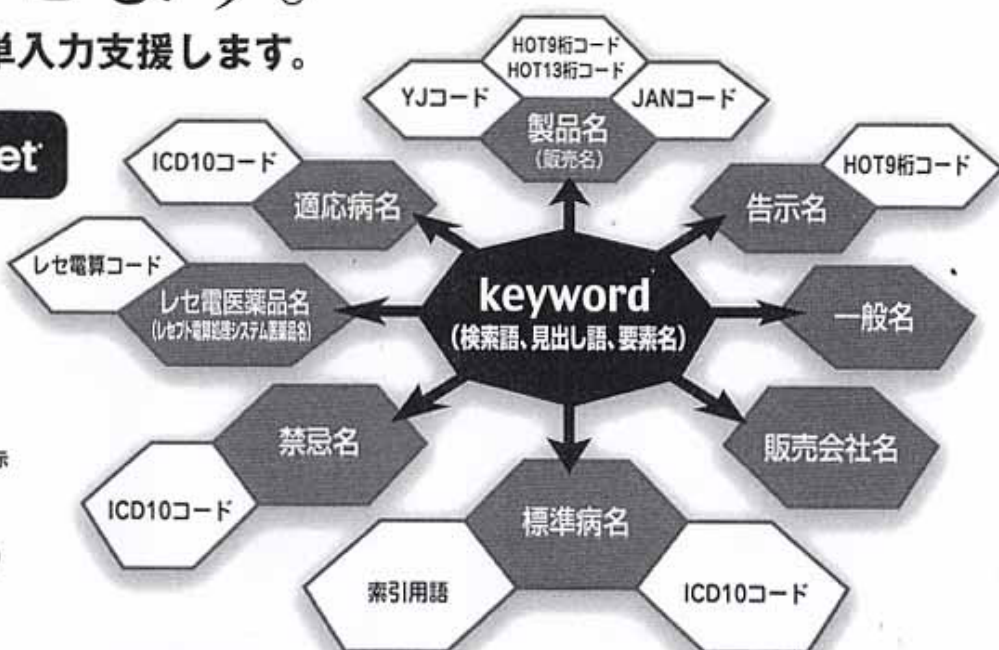 単入力支援します。
et
HOT9桁コード
HOT13桁コード
YJコード
JANコード
製品名
(販売名)
ICD10コード
適応病名
HOT9桁コード
告示名
レセ電算コード
レセ電医薬品名
(レセプト電算処理システム医薬品名)
keyword
(検索語、見出し語、要素名)
一般名
禁忌名
ICD10コード
販売会社名
標準病名
索引用語
ICD10コード
示